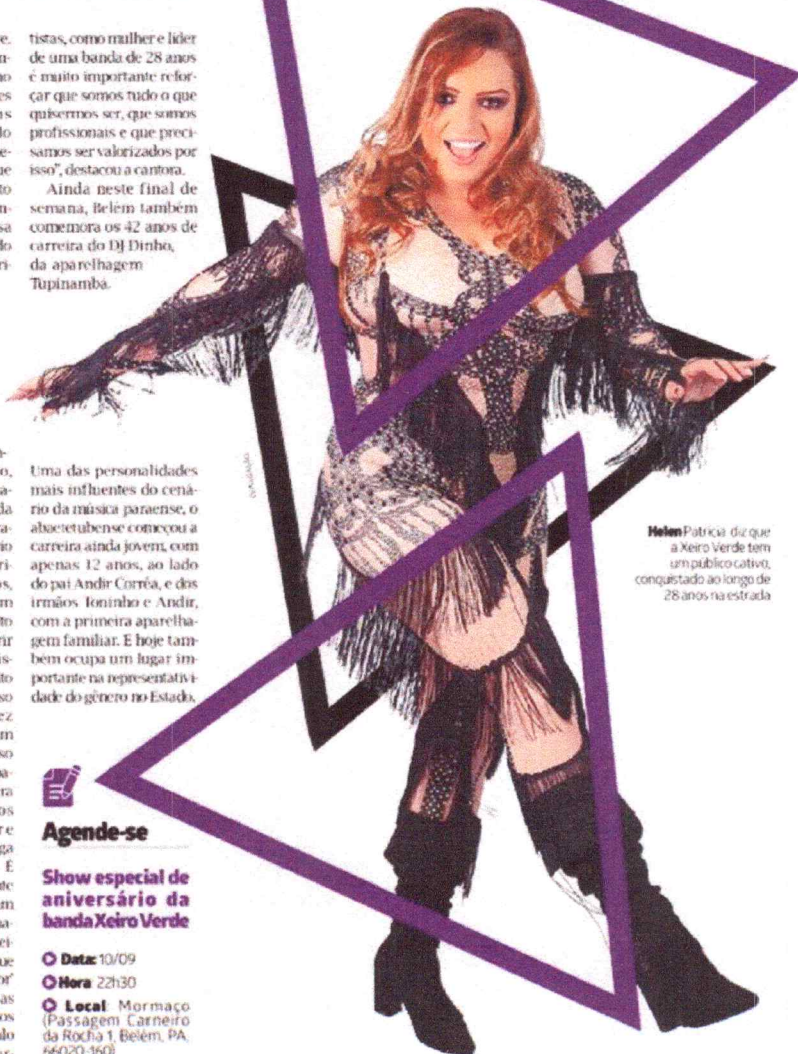 tistas, como mulher e líder
de uma banda de 28 anos
é muito importante refor-
çar que somos tudo o que
quisermos ser, que somos
profissionais e que preci-
samos ser valorizados por
isso”, destacou a cantora.
Ainda neste final de
semana, Belém também
comemora os 42 anos de
carreira do DJ Dinho,
da aparelhagem
Tupinambá.
Uma das personalidades
mais influentes do cená-
rio da música paraense, o
abaetetubense começou a
carreira ainda jovem, com
apenas 12 anos, ao lado
do pai Andir Corrêa, e dos
irmãos Toninho e Andir,
com a primeira aparelha-
gem familiar. E hoje tam-
bém ocupa um lugar im-
portante na representativi-
dade do gênero no Estado,
DIVULGAÇÃO
Helen Patrícia diz que
a Xeiro Verde tem
um público cativo,
conquistado ao longo de
28 anos na estrada
Agende-se
Show especial de
aniversário da
banda Xeiro Verde
Data: 10/09
Hora: 22h30
Local: Mormaço
(Passagem Carneiro
da Rocha 1, Belém, PA,
66020-160)